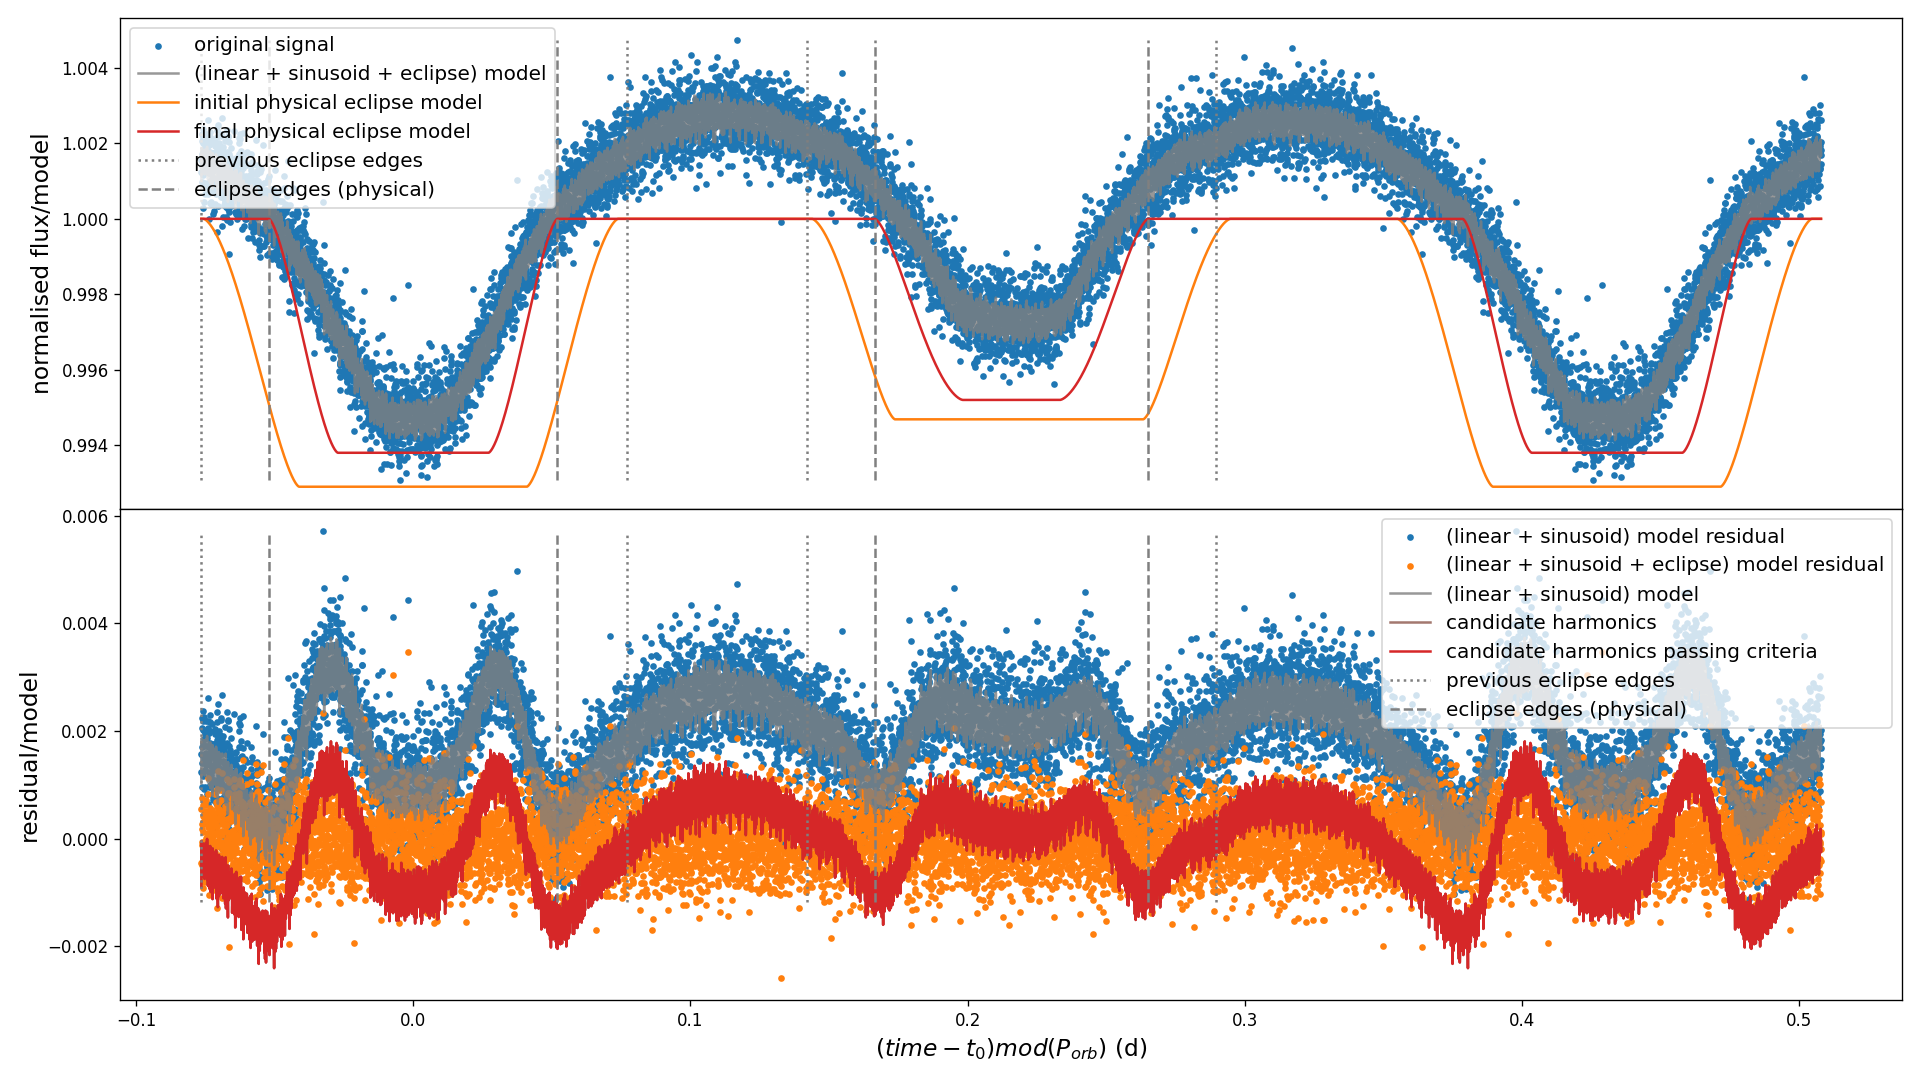 original signal
(linear + sinusoid + eclipse) model
initial physical eclipse model
final physical eclipse model
previous eclipse edges
eclipse edges (physical)
normalised flux/model
1.004
1.002
1.000
0.998
0.996
0.994
(linear + sinusoid) model residual
(linear + sinusoid + eclipse) model residual
(linear + sinusoid) model
candidate harmonics
candidate harmonics passing criteria
previous eclipse edges
eclipse edges (physical)
residual/model
0.006
0.004
0.002
0.000
−0.002
−0.1 0.0 0.1 0.2 0.3 0.4 0.5
(time − t₀)mod(P_orb) (d)